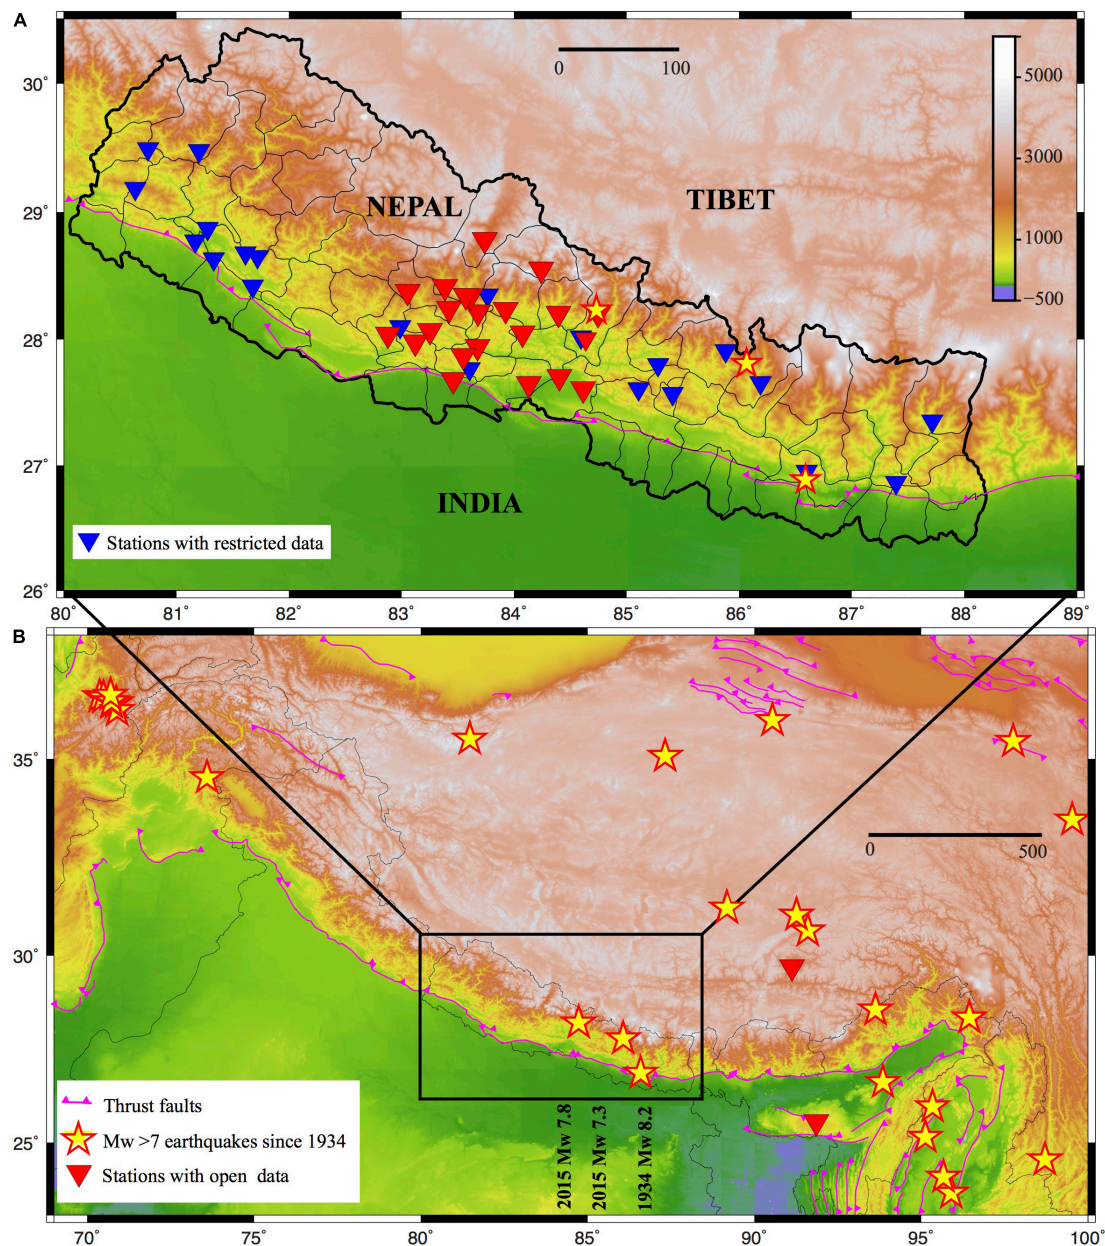 A
30°
29°
28°
27°
26°
0 100
5000
3000
1000
−500
NEPAL
TIBET
INDIA
Stations with restricted data
80° 81° 82° 83° 84° 85° 86° 87° 88° 89°
B
35°
30°
25°
0 500
Thrust faults
Mw >7 earthquakes since 1934
Stations with open data
2015 Mw 7.8
2015 Mw 7.3
1934 Mw 8.2
70° 75° 80° 85° 90° 95° 100°